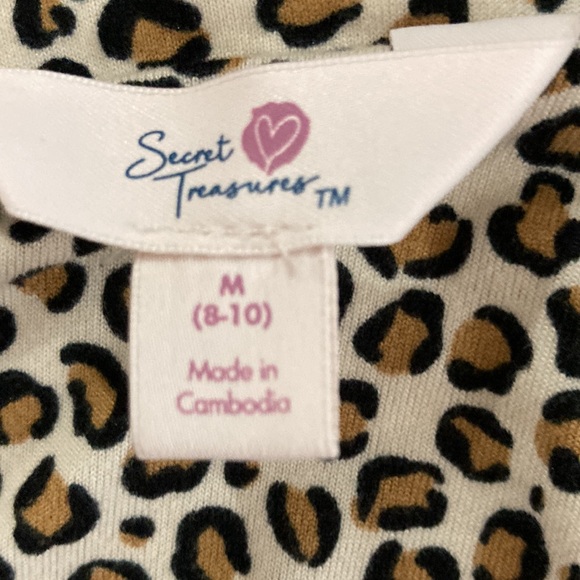 Secret
Treasures TM
M
(8-10)
Made in
Cambodia